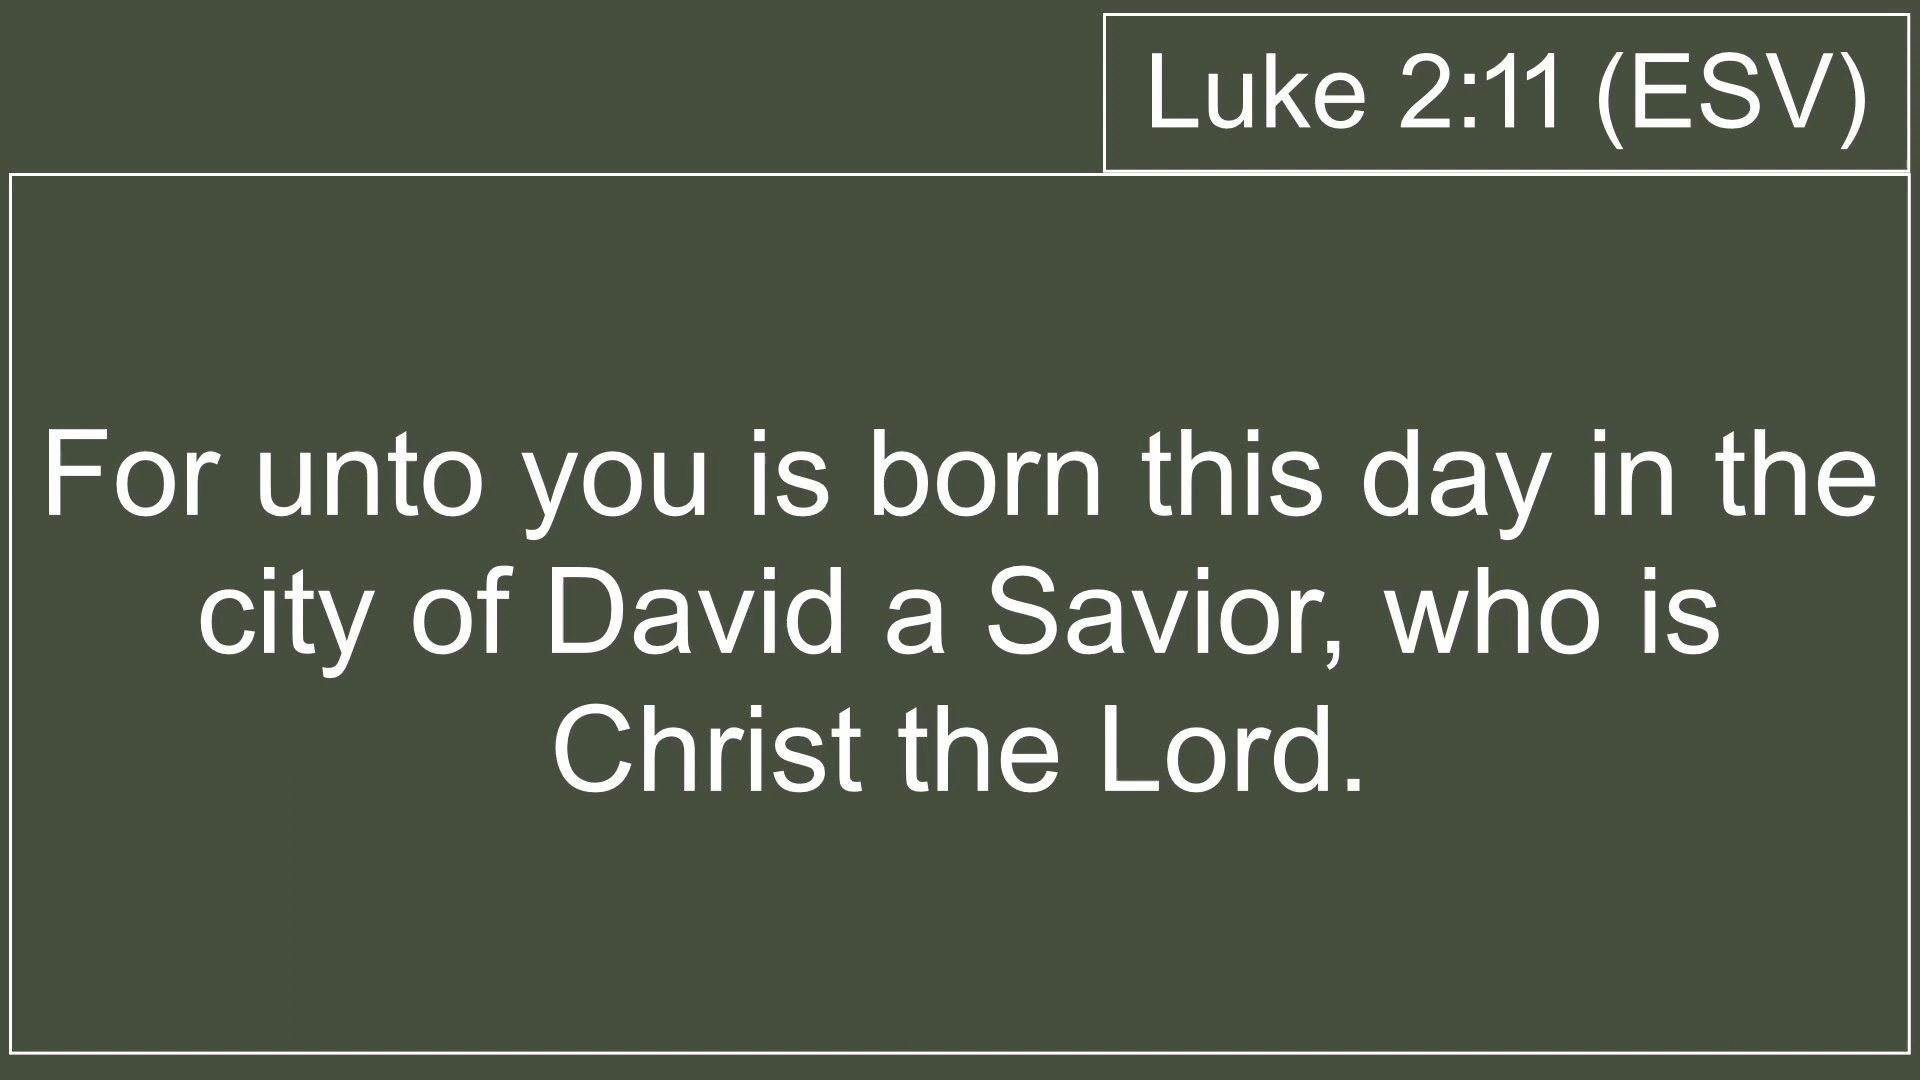 Luke 2:11 (ESV)
For unto you is born this day in the
city of David a Savior, who is
Christ the Lord.